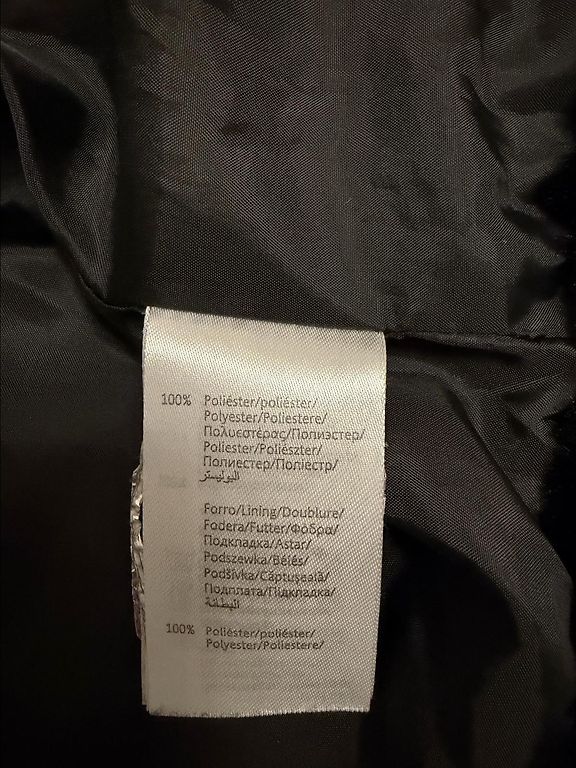 100% Poliéster/poliéster/
Polyester/Poliestere/
Πολυεστέρας/Полиэстер/
Poliester/Poliészter/
Полиестер/Поліестр/
البوليستر
Forro/Lining/Doublure/
Fodera/Futter/Φόδρα/
Подкладка/Astar/
Podszewka/Bélés/
Podšívka/Căptușeală/
Подплата/Підкладка/
البطانة
100% Poliéster/poliéster/
Polyester/Poliestere/